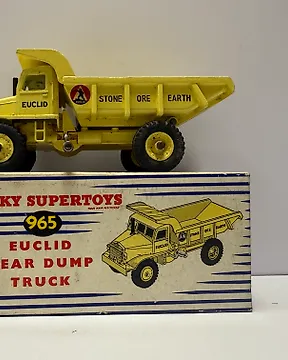 EUCLID
STONE ORE EARTH
KY SUPERTOYS
965
EUCLID
EAR DUMP
TRUCK